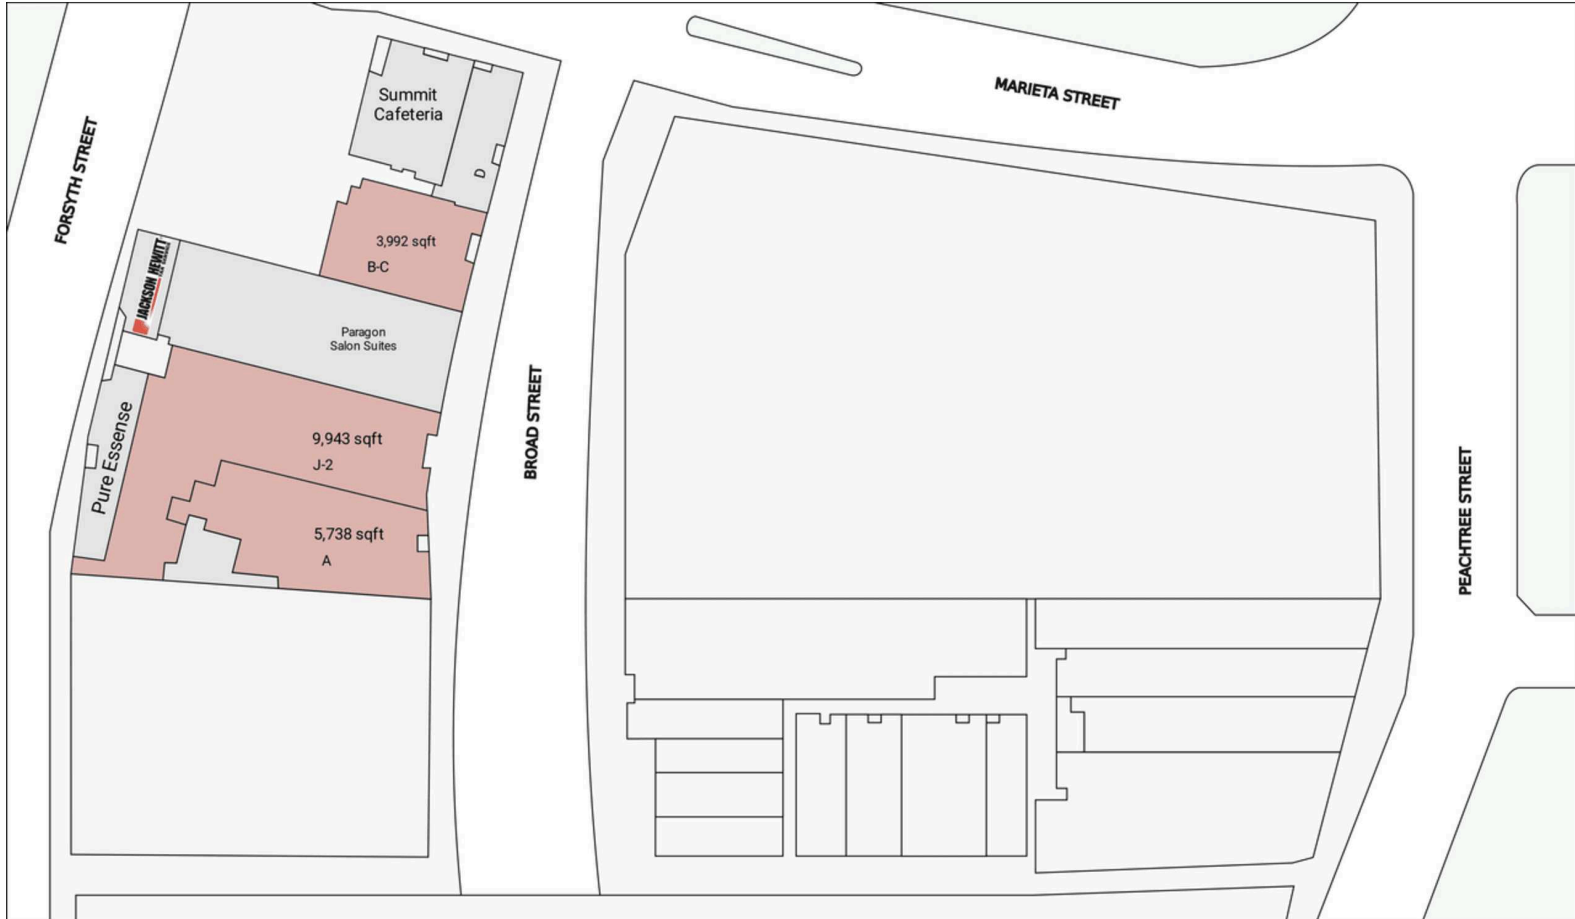 MARIETA STREET
Summit
Cafeteria
D
FORSYTH STREET
3,992 sqft
B-C
JACKSON HEWITT
Paragon
Salon Suites
BROAD STREET
Pure Essense
9,943 sqft
J-2
5,738 sqft
A
PEACHTREE STREET